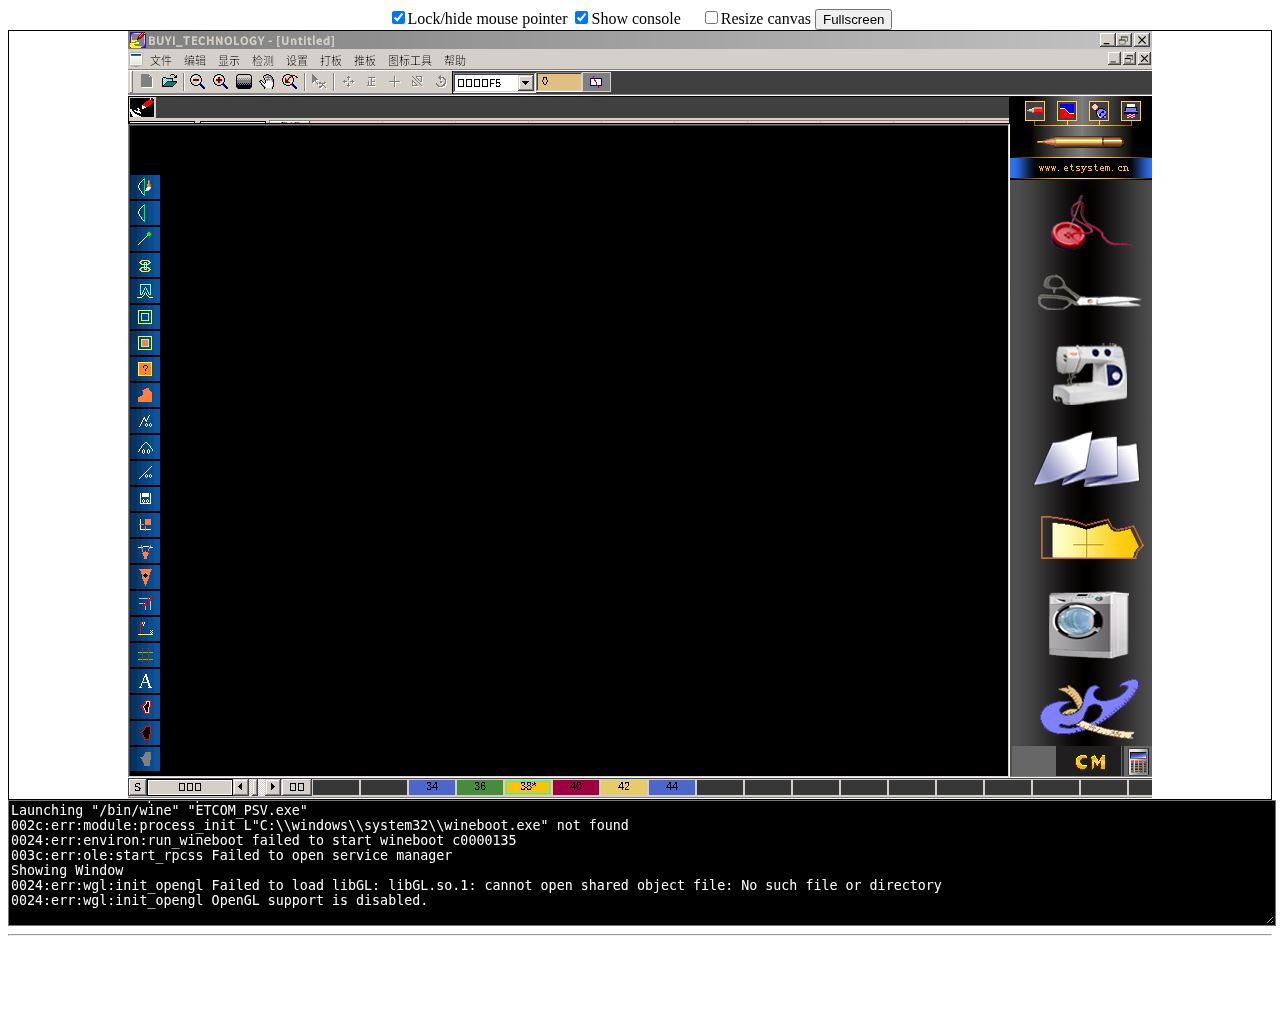 Lock/hide mouse pointer Show console Resize canvas Fullscreen
BUYI_TECHNOLOGY - [Untitled]
文件 编辑 显示 检测 设置 打板 推板 图标工具 帮助
正 □□□□F5 0
www.etsystem.cn
?
A
CM
S □□□ □□ 34 36 38* 40 42 44
Launching "/bin/wine" "ETCOM_PSV.exe"
002c:err:module:process_init L"C:\\windows\\system32\\wineboot.exe" not found
0024:err:environ:run_wineboot failed to start wineboot c0000135
003c:err:ole:start_rpcss Failed to open service manager
Showing Window
0024:err:wgl:init_opengl Failed to load libGL: libGL.so.1: cannot open shared object file: No such file or directory
0024:err:wgl:init_opengl OpenGL support is disabled.